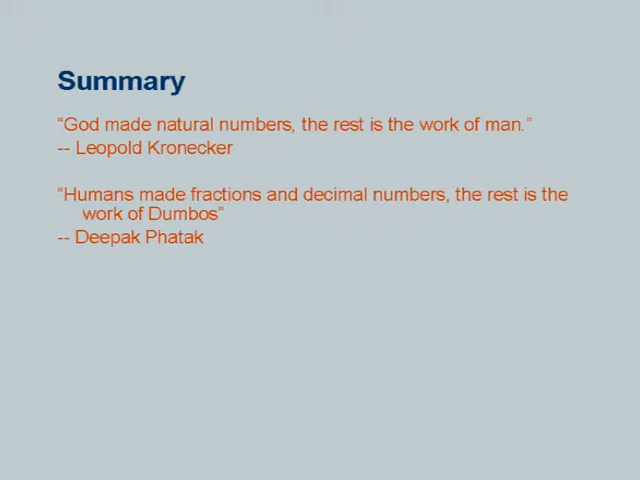 Summary
“God made natural numbers, the rest is the work of man.”
-- Leopold Kronecker
“Humans made fractions and decimal numbers, the rest is the
work of Dumbos”
-- Deepak Phatak